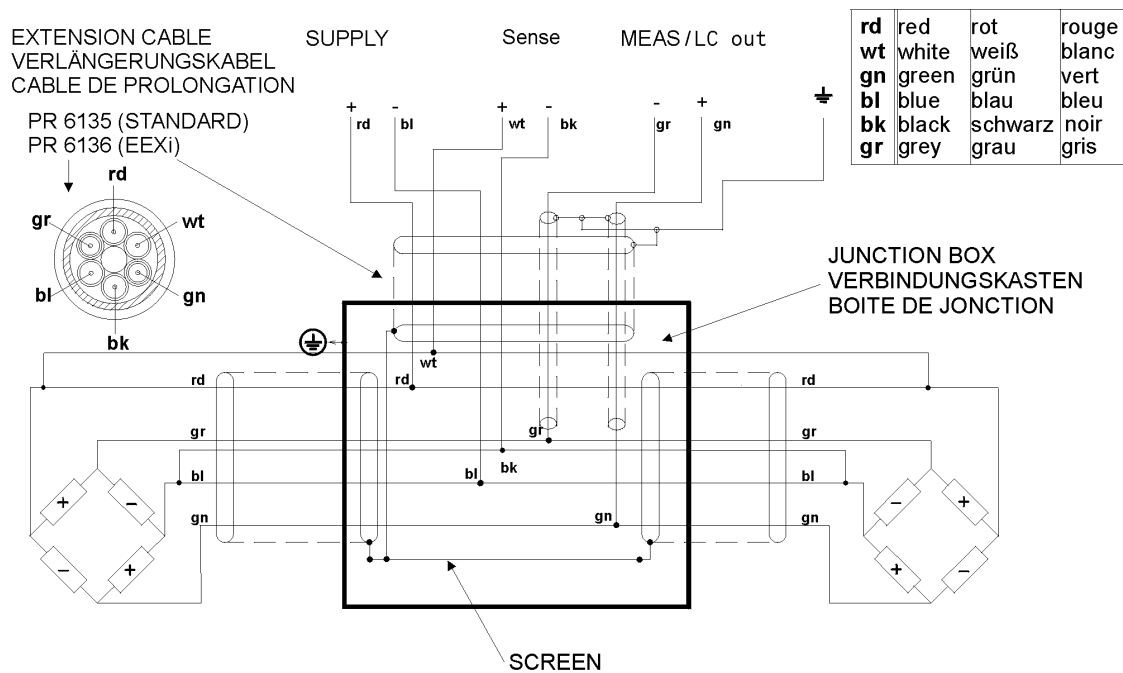 EXTENSION CABLE
VERLÄNGERUNGSKABEL
CABLE DE PROLONGATION
PR 6135 (STANDARD)
PR 6136 (EEXi)
SUPPLY
Sense
MEAS/LC out
rd red rot rouge
wt white weiß blanc
gn green grün vert
bl blue blau bleu
bk black schwarz noir
gr grey grau gris
+ - + - - +
rd bl wt bk gr gn
rd
gr wt
bl gn
bk
JUNCTION BOX
VERBINDUNGSKASTEN
BOITE DE JONCTION
wt
rd rd rd
gr gr gr
bk
bl bl bl
gn gn gn
+ - - +
- + + -
SCREEN